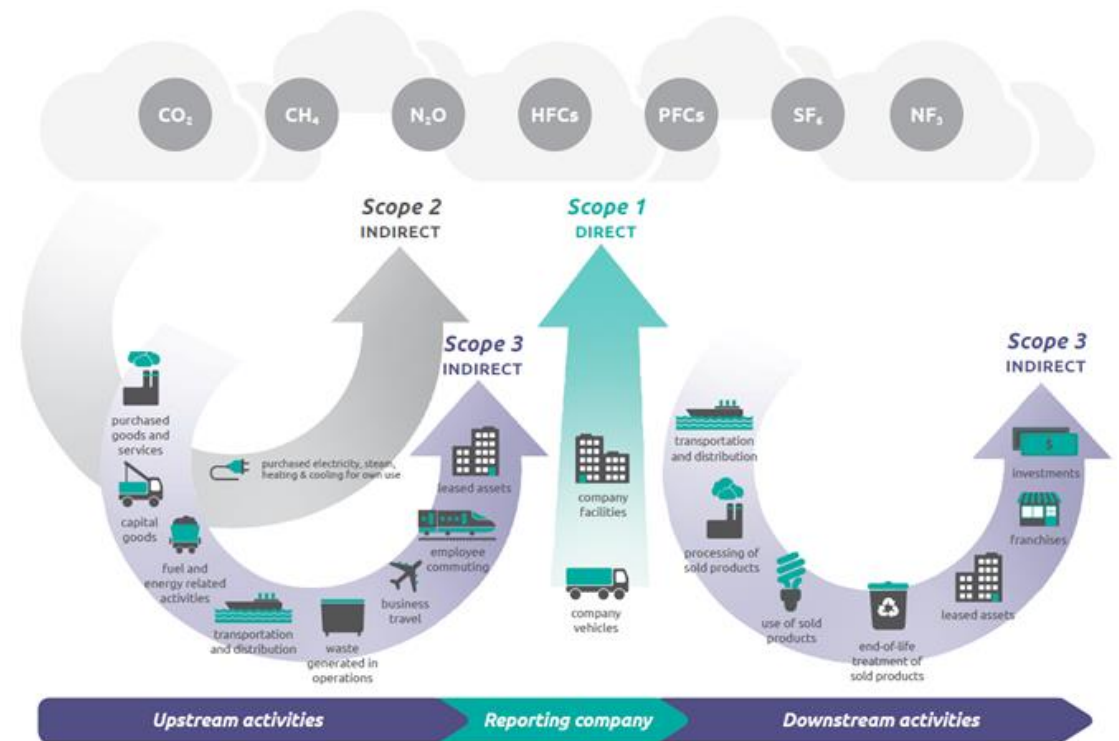 CO₂ CH₄ N₂O HFCs PFCs SF₆ NF₃
Scope 2
INDIRECT
Scope 1
DIRECT
Scope 3
INDIRECT
Scope 3
INDIRECT
purchased
goods and
services
capital
goods
fuel and
energy related
activities
transportation
and distribution
waste
generated in
operations
business
travel
employee
commuting
leased assets
purchased electricity, steam,
heating & cooling for own use
company
facilities
company
vehicles
transportation
and distribution
processing of
sold products
use of sold
products
end-of-life
treatment of
sold products
leased assets
franchises
$
investments
Upstream activities
Reporting company
Downstream activities